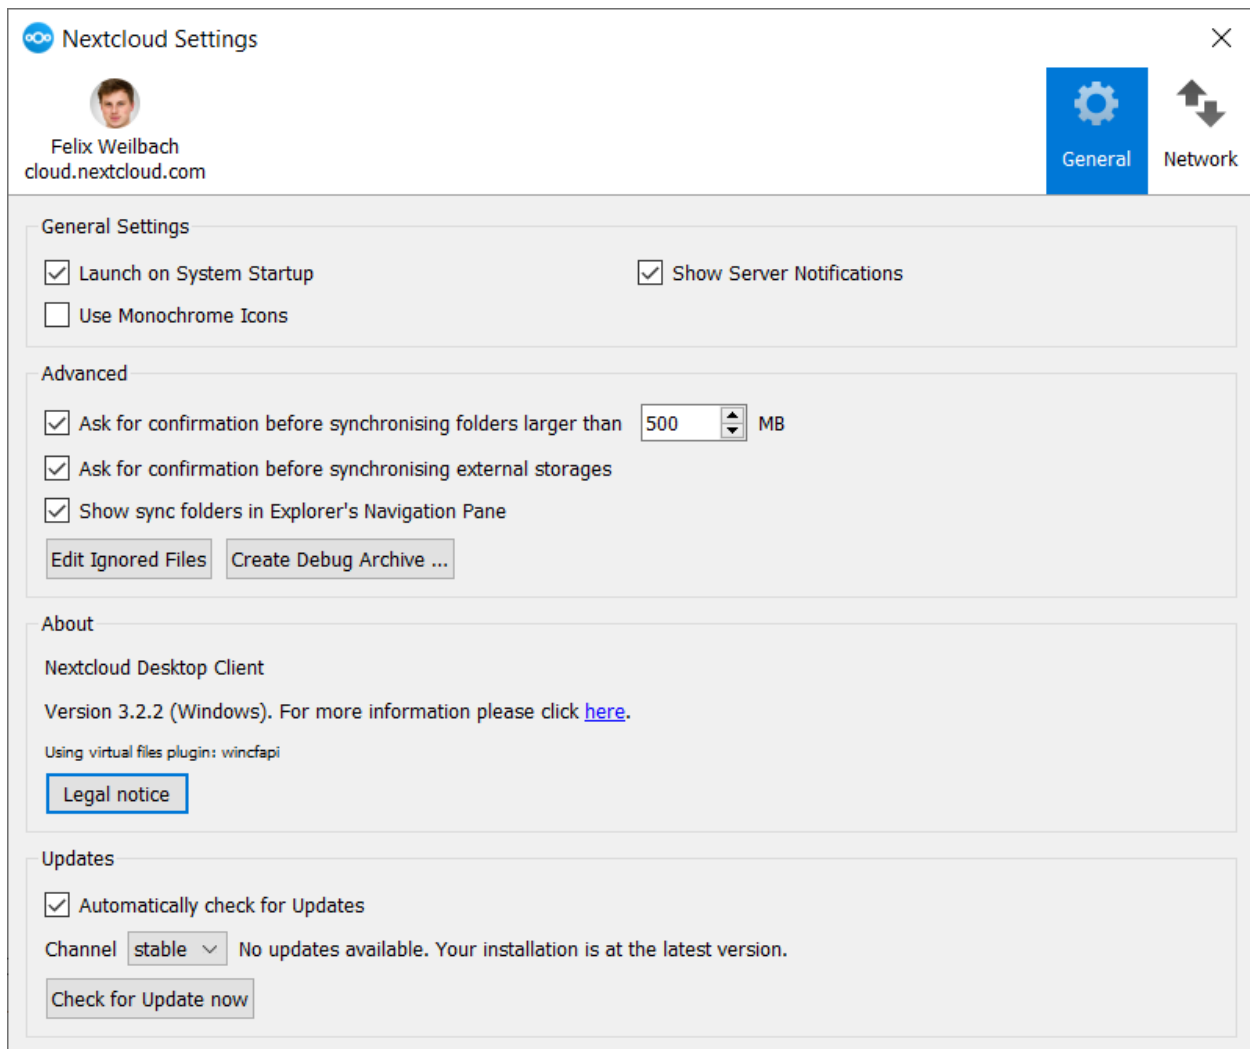 Nextcloud Settings
Felix Weilbach
cloud.nextcloud.com
General
Network
General Settings
Launch on System Startup
Show Server Notifications
Use Monochrome Icons
Advanced
Ask for confirmation before synchronising folders larger than 500 MB
Ask for confirmation before synchronising external storages
Show sync folders in Explorer's Navigation Pane
Edit Ignored Files
Create Debug Archive ...
About
Nextcloud Desktop Client
Version 3.2.2 (Windows). For more information please click here.
Using virtual files plugin: wincfapi
Legal notice
Updates
Automatically check for Updates
Channel stable No updates available. Your installation is at the latest version.
Check for Update now